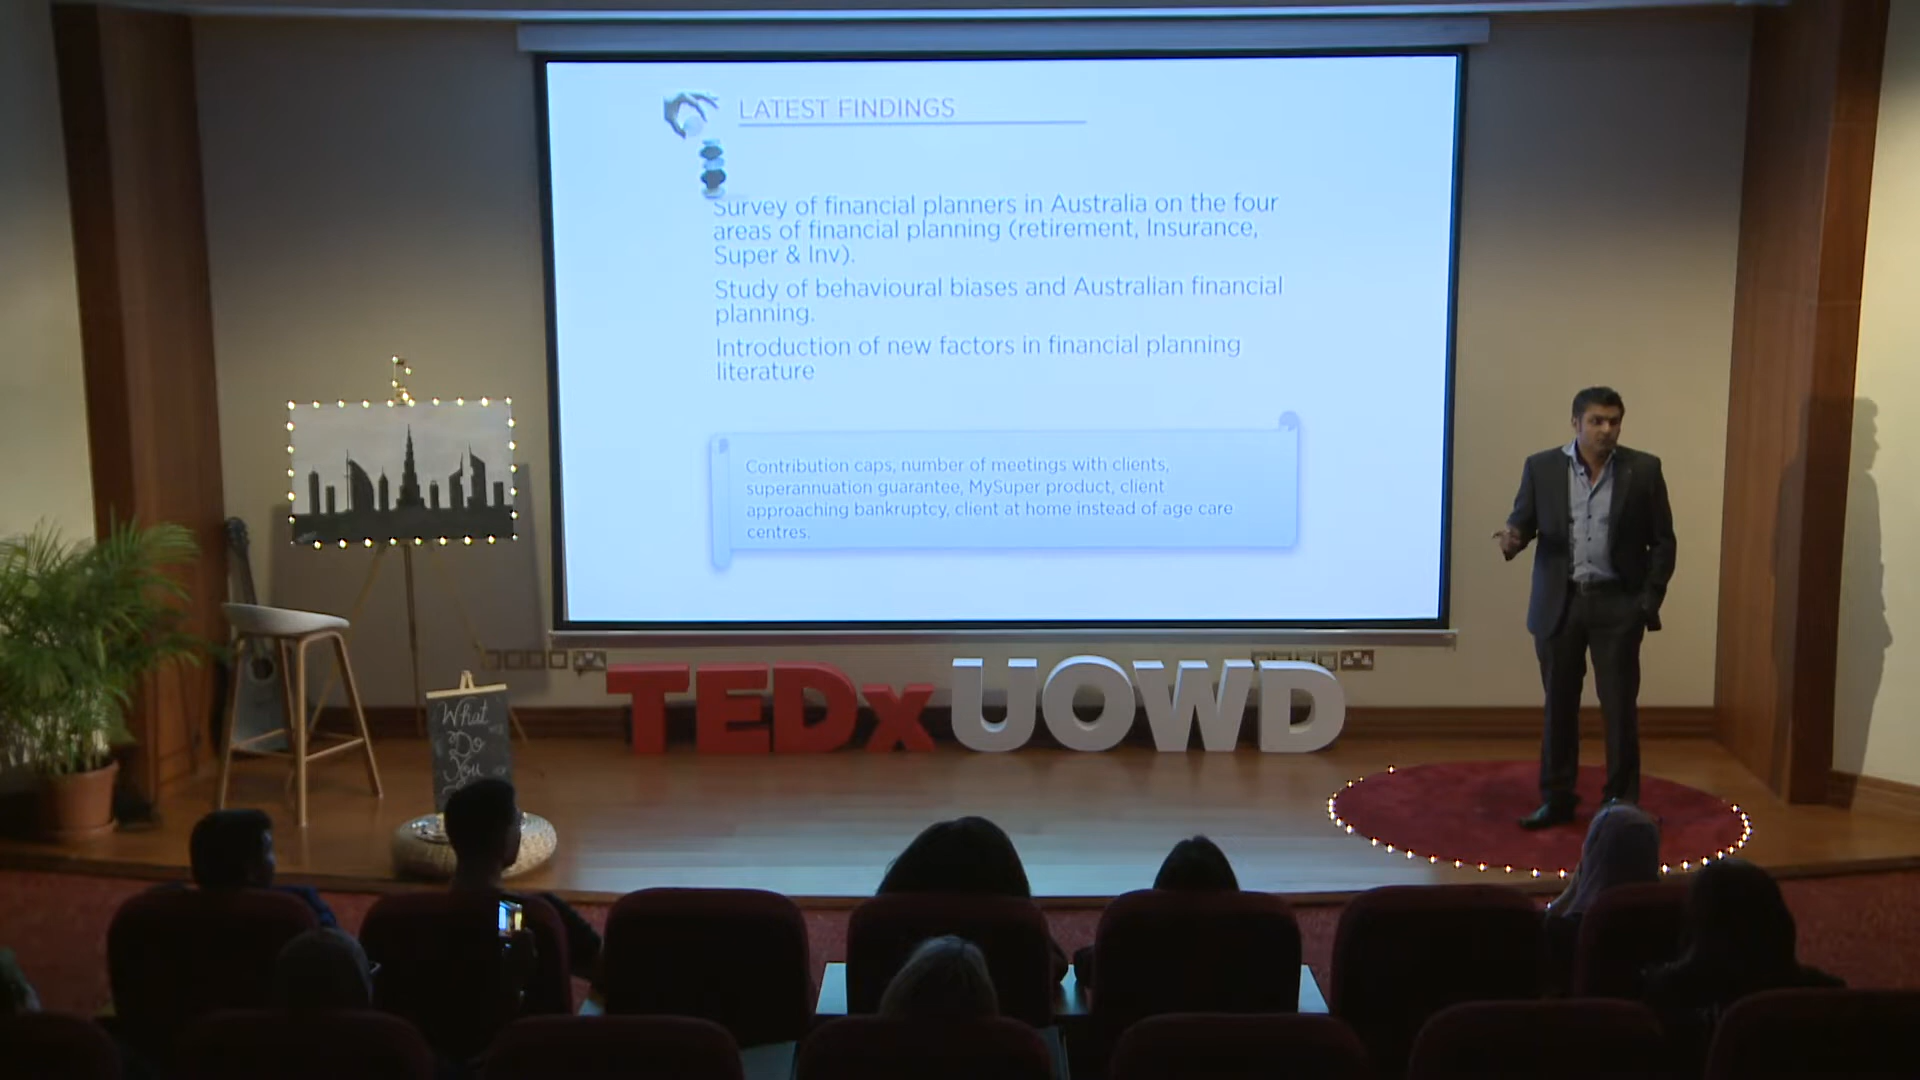 LATEST FINDINGS
Survey of financial planners in Australia on the four
areas of financial planning (retirement, Insurance,
Super & Inv).
Study of behavioural biases and Australian financial
planning.
Introduction of new factors in financial planning
literature
Contribution caps, number of meetings with clients,
superannuation guarantee, MySuper product, client
approaching bankruptcy, client at home instead of age care
centres.
TEDx UOWD
What
Do
You